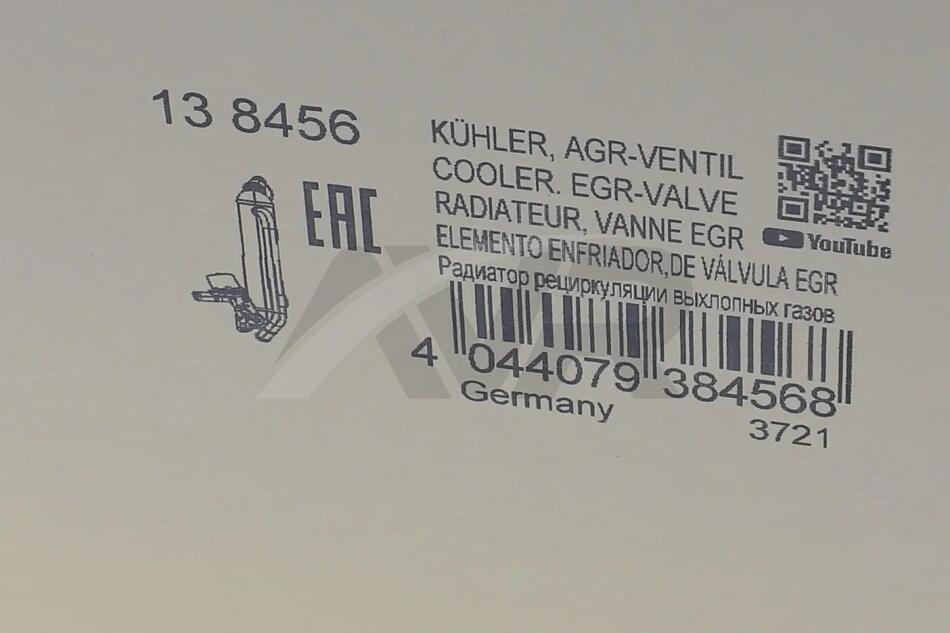 13 8456
EAC
KÜHLER, AGR-VENTIL
COOLER. EGR-VALVE
RADIATEUR, VANNE EGR
YouTube
ELEMENTO ENFRIADOR,DE VÁLVULA EGR
Радиатор рециркуляции выхлопных газов
4 044079 384568
Germany
3721